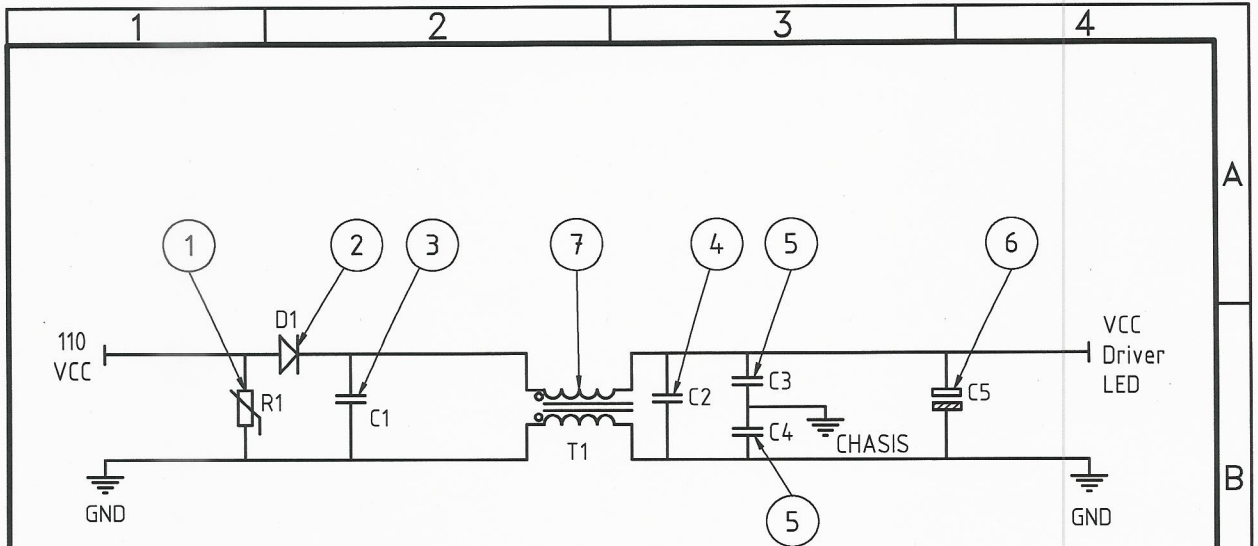 1 2 3 4
A
1 2 3 7 4 5 6
D1
110
VCC
VCC
Driver
LED
R1
C1
C2
C3
C5
C4
T1
CHASIS
GND
5
GND
B